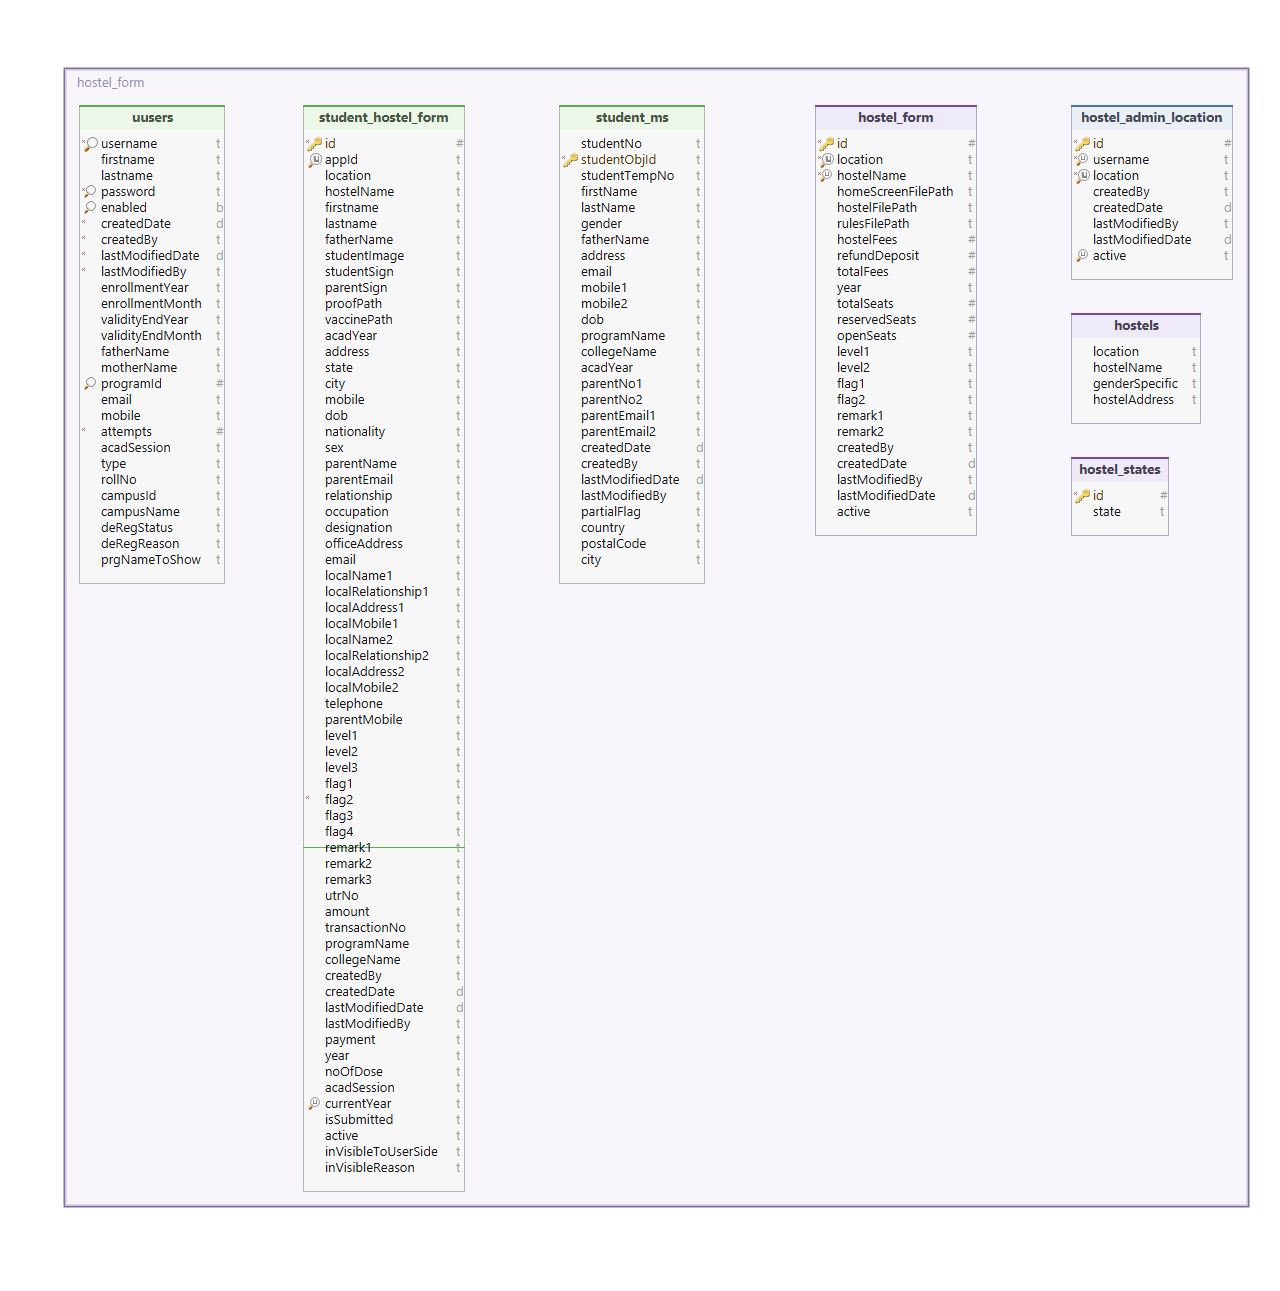 hostel_form
uusers
username t
firstname t
lastname t
password t
enabled b
createdDate d
createdBy t
lastModifiedDate d
lastModifiedBy t
enrollmentYear t
enrollmentMonth t
validityEndYear t
validityEndMonth t
fatherName t
motherName t
programId #
email t
mobile t
attempts #
acadSession t
type t
rollNo t
campusId t
campusName t
deRegStatus t
deRegReason t
prgNameToShow t
student_hostel_form
id #
appId t
location t
hostelName t
firstname t
lastname t
fatherName t
studentImage t
studentSign t
parentSign t
proofPath t
vaccinePath t
acadYear t
address t
state t
city t
mobile t
dob t
nationality t
sex t
parentName t
parentEmail t
relationship t
occupation t
designation t
officeAddress t
email t
localName1 t
localRelationship1 t
localAddress1 t
localMobile1 t
localName2 t
localRelationship2 t
localAddress2 t
localMobile2 t
telephone t
parentMobile t
level1 t
level2 t
level3 t
flag1 t
flag2 t
flag3 t
flag4 t
remark1 t
remark2 t
remark3 t
utrNo t
amount t
transactionNo t
programName t
collegeName t
createdBy t
createdDate d
lastModifiedDate d
lastModifiedBy t
payment t
year t
noOfDose t
acadSession t
currentYear t
isSubmitted t
active t
inVisibleToUserSide t
inVisibleReason t
student_ms
studentNo t
studentObjId t
studentTempNo t
firstName t
lastName t
gender t
fatherName t
address t
email t
mobile1 t
mobile2 t
dob t
programName t
collegeName t
acadYear t
parentNo1 t
parentNo2 t
parentEmail1 t
parentEmail2 t
createdDate d
createdBy t
lastModifiedDate d
lastModifiedBy t
partialFlag t
country t
postalCode t
city t
hostel_form
id #
location t
hostelName t
homeScreenFilePath t
hostelFilePath t
rulesFilePath t
hostelFees #
refundDeposit #
totalFees #
year t
totalSeats #
reservedSeats #
openSeats #
level1 t
level2 t
flag1 t
flag2 t
remark1 t
remark2 t
createdBy t
createdDate d
lastModifiedBy t
lastModifiedDate d
active t
hostel_admin_location
id #
username t
location t
createdBy t
createdDate d
lastModifiedBy t
lastModifiedDate d
active t
hostels
location t
hostelName t
genderSpecific t
hostelAddress t
hostel_states
id #
state t